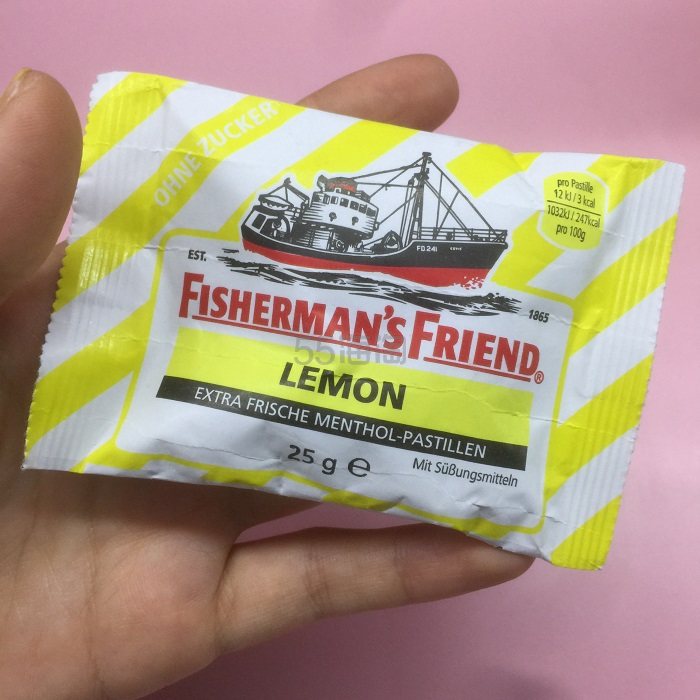 OHNE ZUCKER
pro Pastille
12 kJ / 3 kcal
1032kJ / 247kcal
pro 100g
FD.241
EST.
1865
FISHERMAN'S FRIEND®
LEMON
EXTRA FRISCHE MENTHOL-PASTILLEN
25 g ℮
Mit Süßungsmitteln